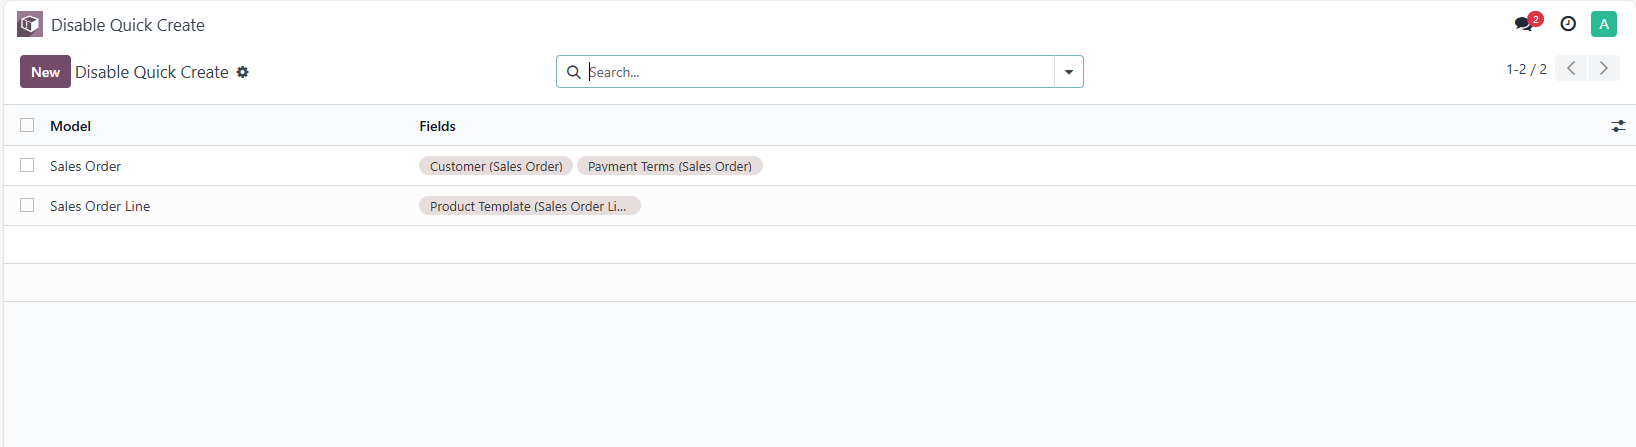 Disable Quick Create
2
A
New Disable Quick Create
Search...
1-2 / 2
Model Fields
Sales Order Customer (Sales Order) Payment Terms (Sales Order)
Sales Order Line Product Template (Sales Order Li...